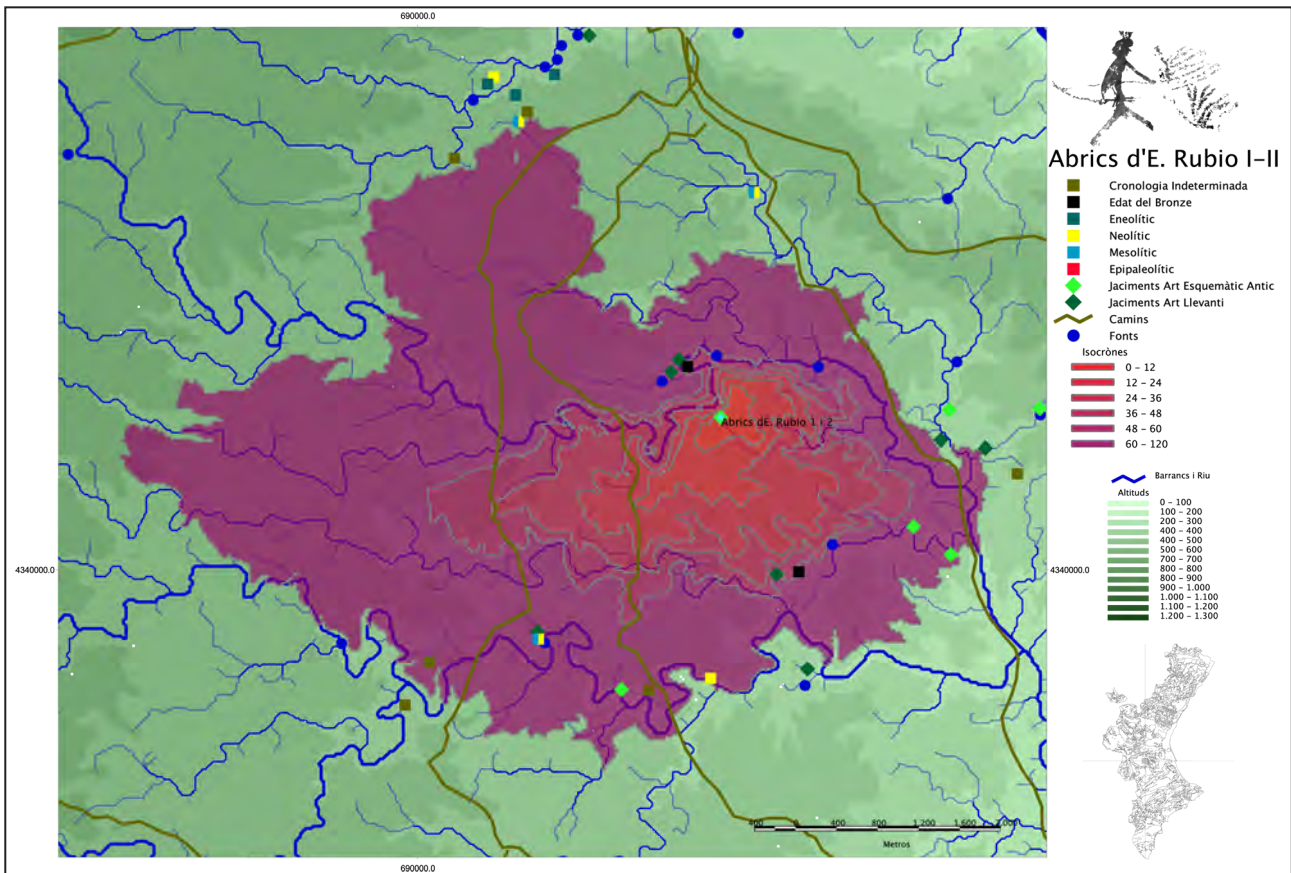 690000.0
Abrics d'E. Rubio I-II
Cronologia Indeterminada
Edat del Bronze
Eneolític
Neolític
Mesolític
Epipaleolític
Jaciments Art Esquemàtic Antic
Jaciments Art Llevanti
Camins
Fonts
Isocrònes
0 - 12
12 - 24
24 - 36
36 - 48
48 - 60
60 - 120
Abrics dE. Rubio 1 i 2
Barrancs i Riu
Altituds
0 - 100
100 - 200
200 - 300
400 - 400
400 - 500
500 - 600
700 - 700
800 - 800
800 - 900
900 - 1.000
1.000 - 1.100
1.100 - 1.200
1.200 - 1.300
4340000.0
4340000.0
400 0 400 800 1.200 1.600 2.000
Metros
690000.0